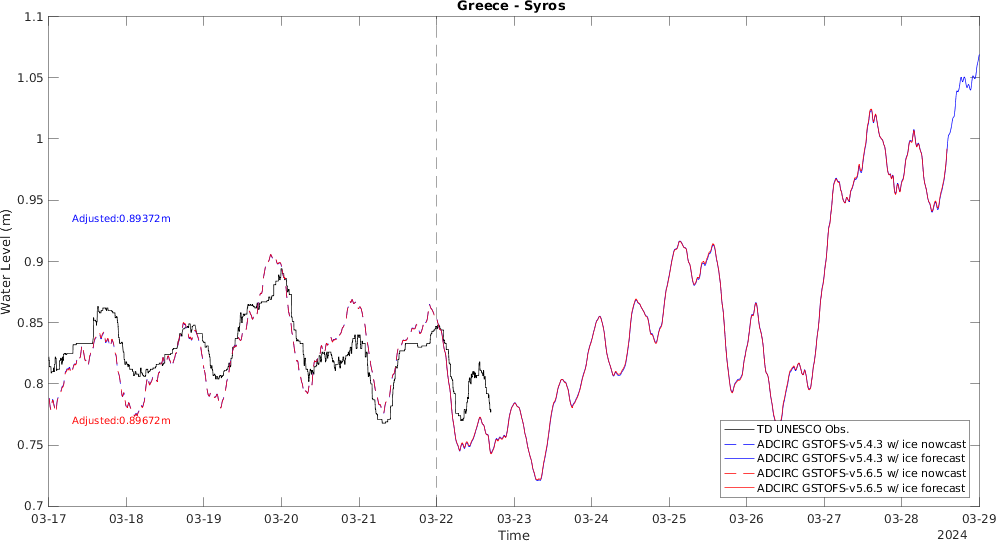 Greece - Syros
1.1
1.05
1
0.95
0.9
0.85
0.8
0.75
0.7
Water Level (m)
Adjusted:0.89372m
Adjusted:0.89672m
TD UNESCO Obs.
ADCIRC GSTOFS-v5.4.3 w/ ice nowcast
ADCIRC GSTOFS-v5.4.3 w/ ice forecast
ADCIRC GSTOFS-v5.6.5 w/ ice nowcast
ADCIRC GSTOFS-v5.6.5 w/ ice forecast
03-17 03-18 03-19 03-20 03-21 03-22 03-23 03-24 03-25 03-26 03-27 03-28 03-29
Time
2024